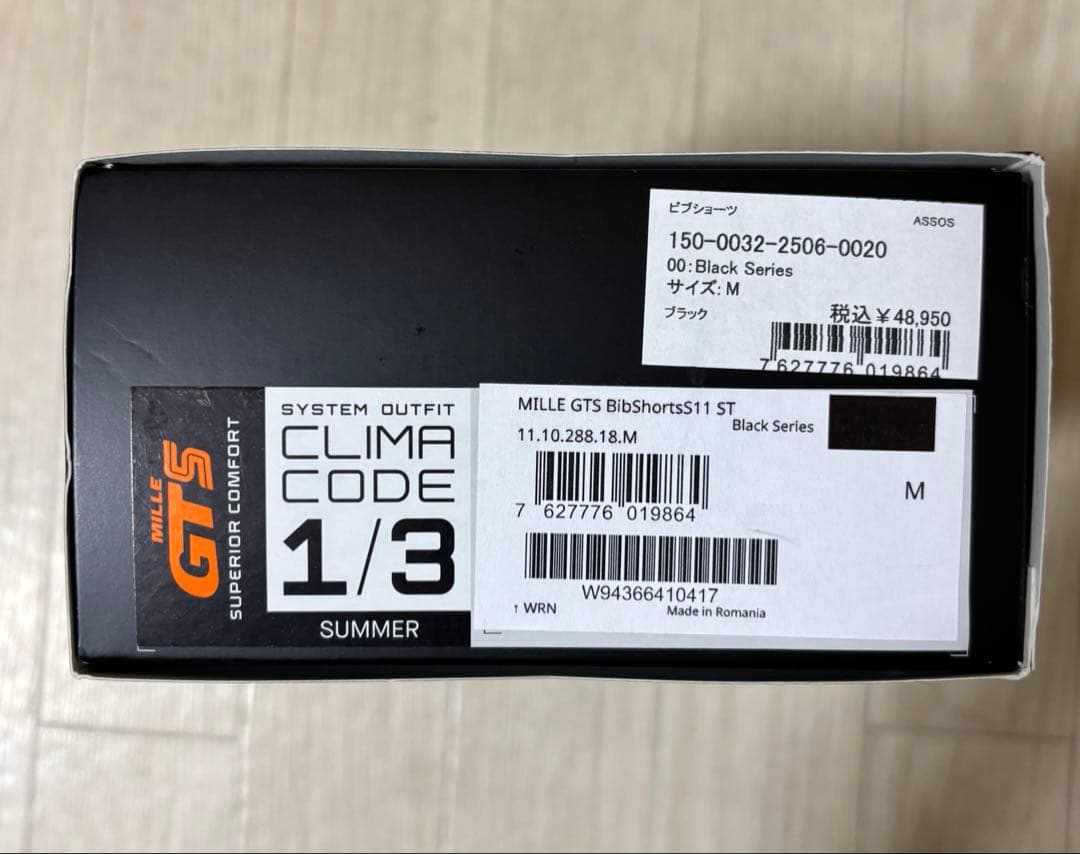 ビブショーツ
ASSOS
150-0032-2506-0020
00:Black Series
サイズ: M
ブラック
税込￥48,950
7 627776 019864
MILLE
GTS
SUPERIOR COMFORT
SYSTEM OUTFIT
CLIMA
CODE
1/3
SUMMER
MILLE GTS BibShortsS11 ST
Black Series
11.10.288.18.M
M
7 627776 019864
W94366410417
↑ WRN
Made in Romania